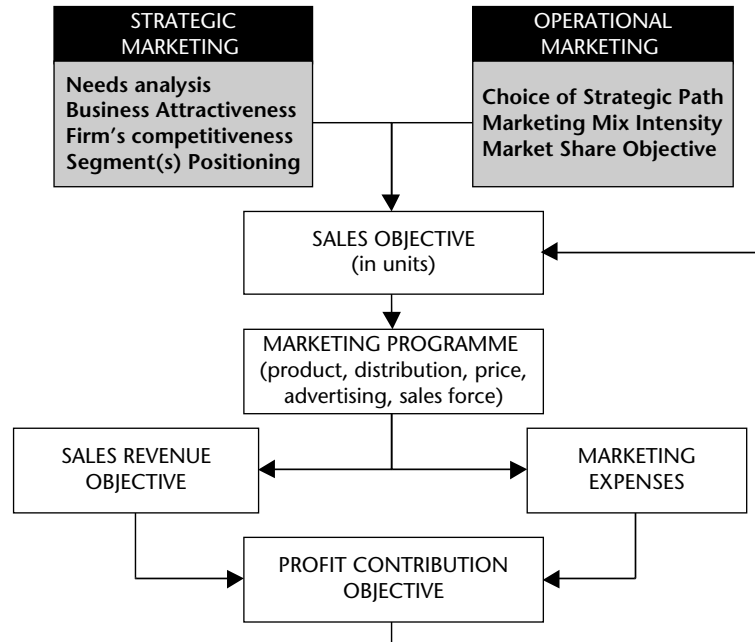 STRATEGIC
MARKETING
Needs analysis
Business Attractiveness
Firm's competitiveness
Segment(s) Positioning
OPERATIONAL
MARKETING
Choice of Strategic Path
Marketing Mix Intensity
Market Share Objective
SALES OBJECTIVE
(in units)
MARKETING PROGRAMME
(product, distribution, price,
advertising, sales force)
SALES REVENUE
OBJECTIVE
MARKETING
EXPENSES
PROFIT CONTRIBUTION
OBJECTIVE